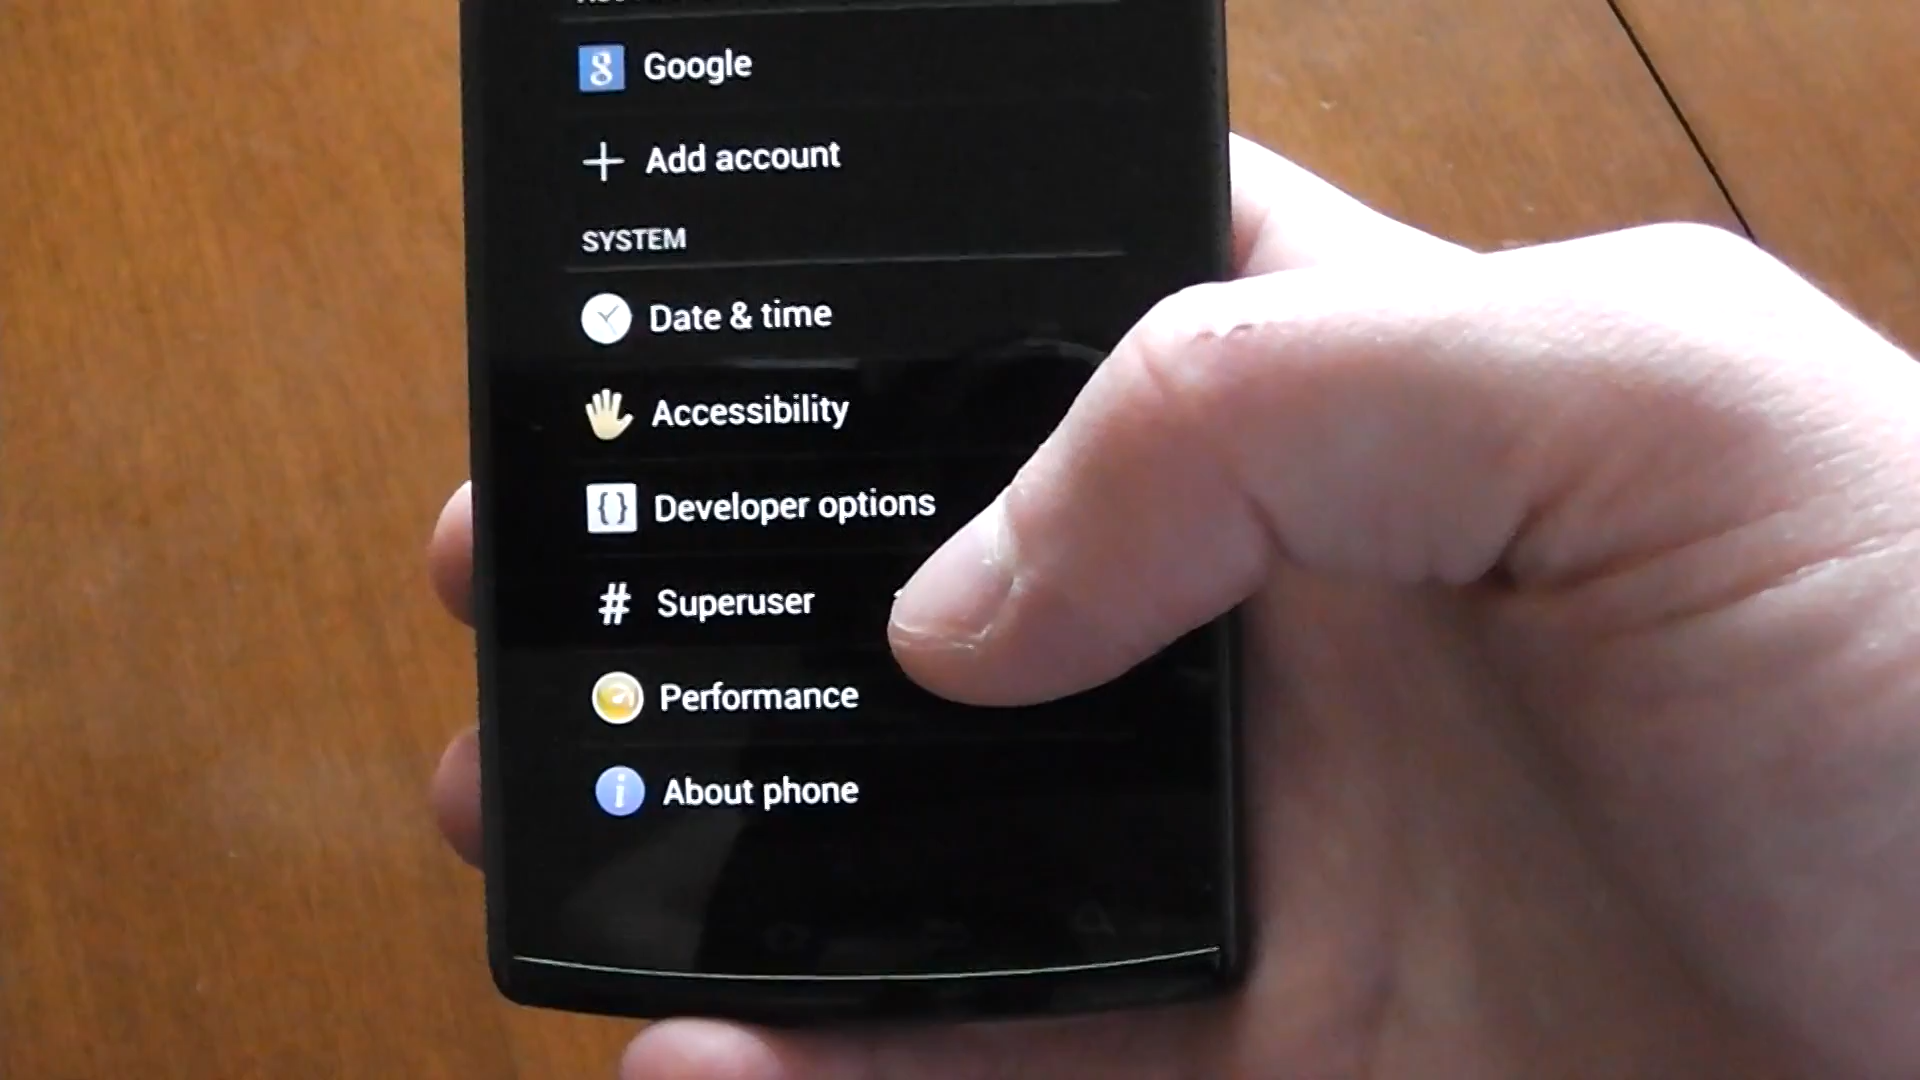 Google
Add account
SYSTEM
Date & time
Accessibility
Developer options
Superuser
Performance
About phone